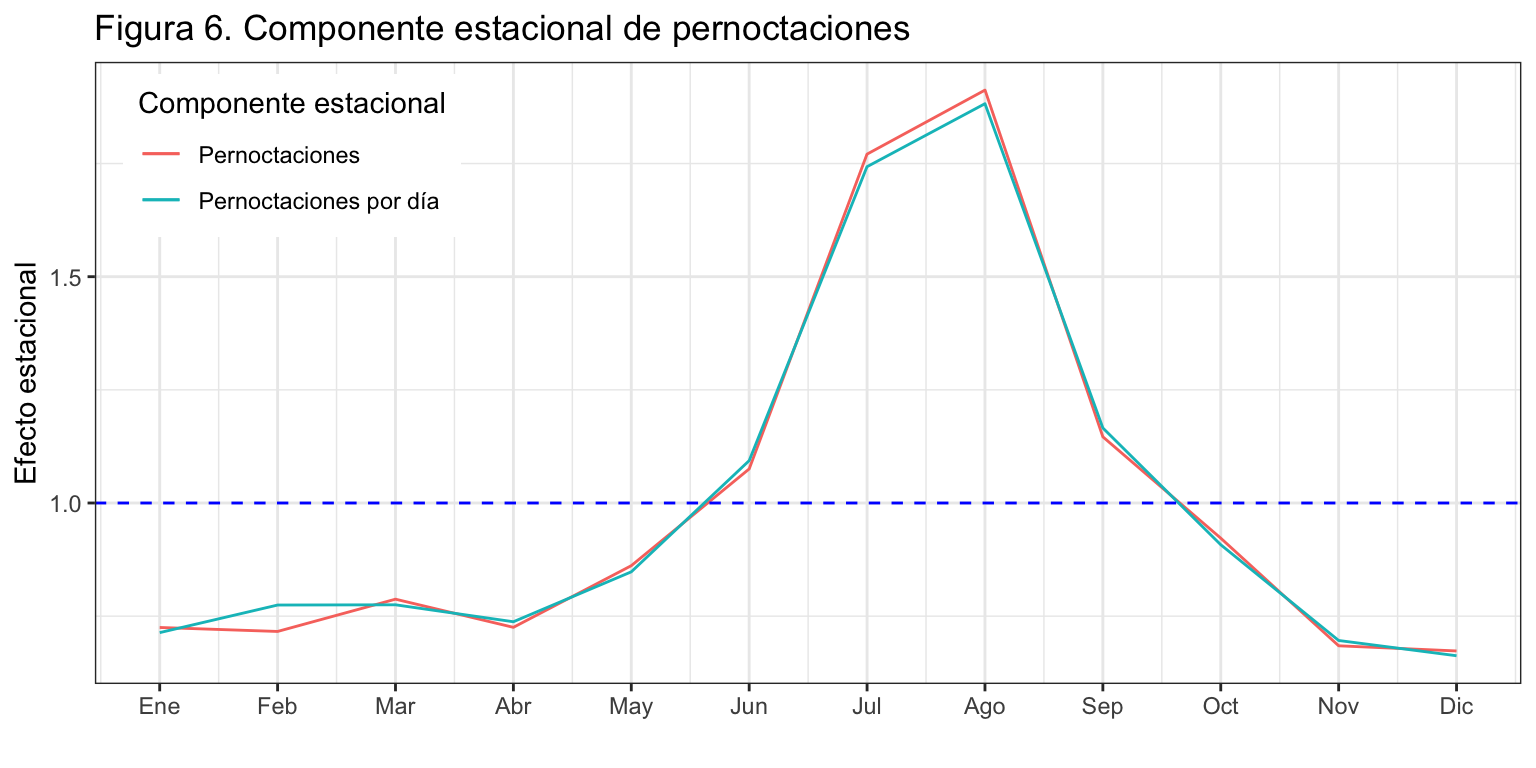 Figura 6. Componente estacional de pernoctaciones
Componente estacional
Pernoctaciones
Pernoctaciones por día
Efecto estacional
1.5
1.0
Ene Feb Mar Abr May Jun Jul Ago Sep Oct Nov Dic